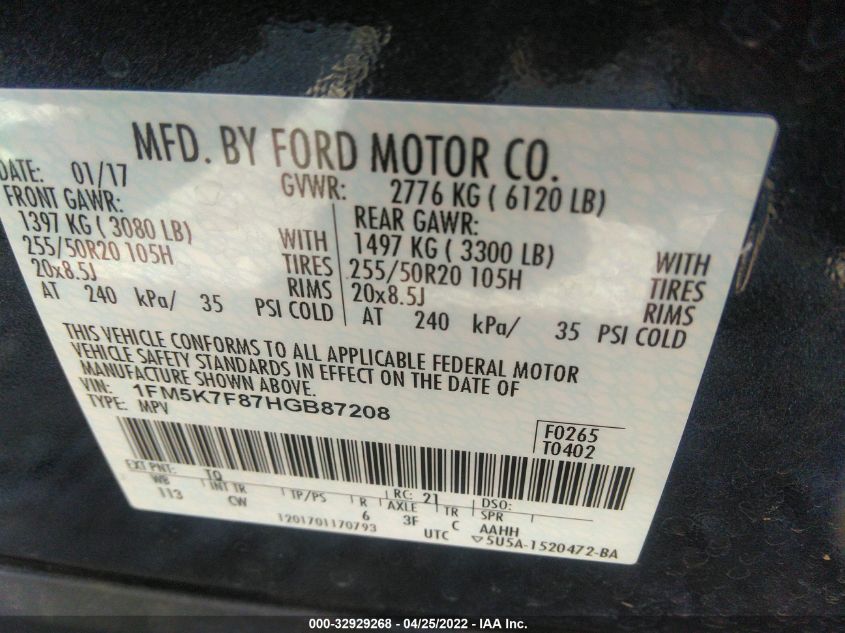 MFD. BY FORD MOTOR CO.
DATE: 01/17 GVWR: 2776 KG ( 6120 LB)
FRONT GAWR: REAR GAWR:
1397 KG ( 3080 LB) WITH 1497 KG ( 3300 LB) WITH
255/50R20 105H TIRES 255/50R20 105H TIRES
20x8.5J RIMS 20x8.5J RIMS
AT 240 kPa/ 35 PSI COLD AT 240 kPa/ 35 PSI COLD
THIS VEHICLE CONFORMS TO ALL APPLICABLE FEDERAL MOTOR
VEHICLE SAFETY STANDARDS IN EFFECT ON THE DATE OF
MANUFACTURE SHOWN ABOVE.
VIN: 1FM5K7F87HGB87208
TYPE: MPV
F0265
T0402
EXT PNT: TQ RC: 21 DSO:
WB INT TR TP/PS R AXLE TR SPR
113 CW 6 3F C AAHH
1201701170793 UTC ▽5U5A-1520472-BA
000-32929268 - 04/25/2022 - IAA Inc.